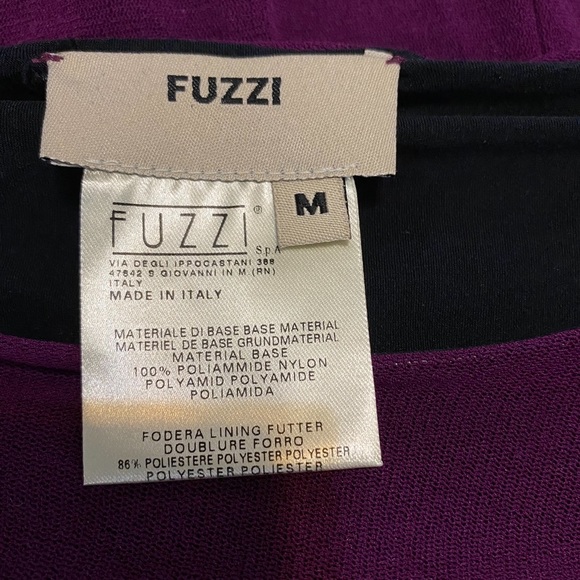 FUZZI
M
FUZZI®
S.p.A
VIA DEGLI IPPOCASTANI 388
47842 S GIOVANNI IN M (RN)
ITALY
MADE IN ITALY
MATERIALE DI BASE BASE MATERIAL
MATERIEL DE BASE GRUNDMATERIAL
MATERIAL BASE
100% POLIAMMIDE NYLON
POLYAMID POLYAMIDE
POLIAMIDA
FODERA LINING FUTTER
DOUBLURE FORRO
86% POLIESTERE POLYESTER POLYESTER
POLYESTER POLIESTER